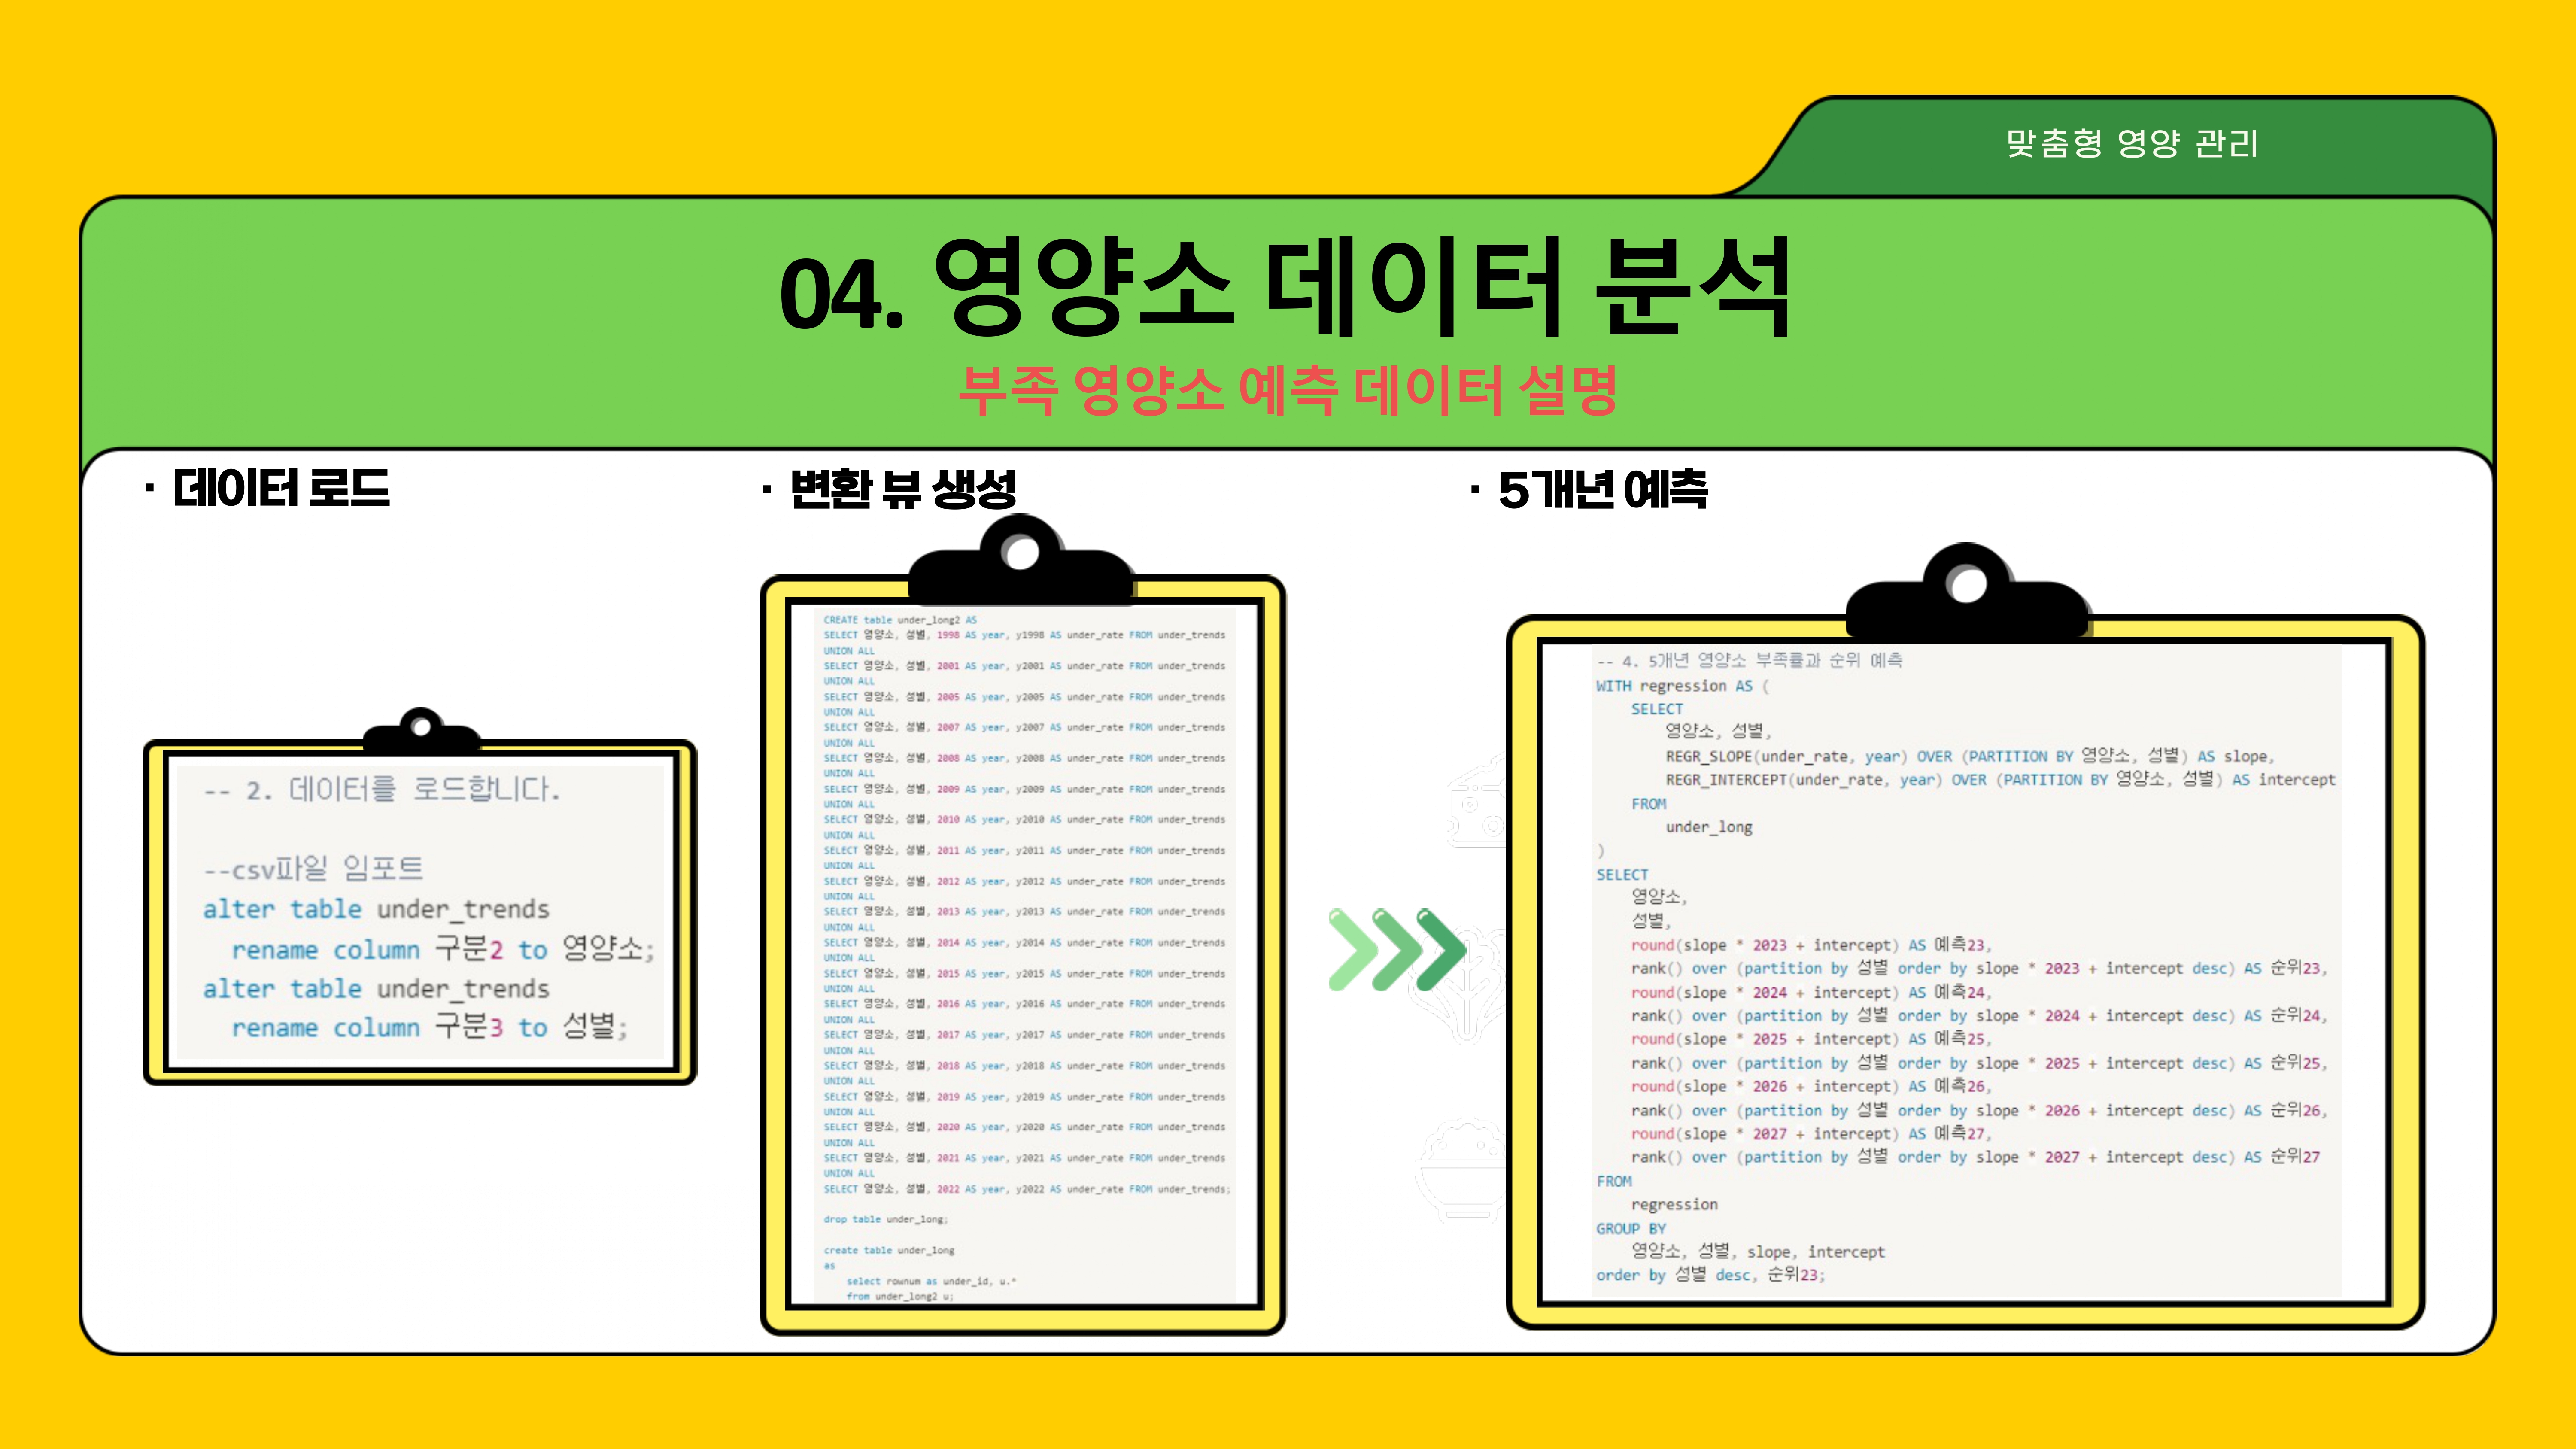 맞춤형 영양 관리
04. 영양소 데이터 분석
부족 영양소 예측 데이터 설명
· 데이터 로드
-- 2. 데이터를 로드합니다.
--csv파일 임포트
alter table under_trends
rename column 구분2 to 영양소;
alter table under_trends
rename column 구분3 to 성별;
· 변환 뷰 생성
CREATE table under_long2 AS
SELECT 영양소, 성별, 1998 AS year, y1998 AS under_rate FROM under_trends
UNION ALL
SELECT 영양소, 성별, 2001 AS year, y2001 AS under_rate FROM under_trends
UNION ALL
SELECT 영양소, 성별, 2005 AS year, y2005 AS under_rate FROM under_trends
UNION ALL
SELECT 영양소, 성별, 2007 AS year, y2007 AS under_rate FROM under_trends
UNION ALL
SELECT 영양소, 성별, 2008 AS year, y2008 AS under_rate FROM under_trends
UNION ALL
SELECT 영양소, 성별, 2009 AS year, y2009 AS under_rate FROM under_trends
UNION ALL
SELECT 영양소, 성별, 2010 AS year, y2010 AS under_rate FROM under_trends
UNION ALL
SELECT 영양소, 성별, 2011 AS year, y2011 AS under_rate FROM under_trends
UNION ALL
SELECT 영양소, 성별, 2012 AS year, y2012 AS under_rate FROM under_trends
UNION ALL
SELECT 영양소, 성별, 2013 AS year, y2013 AS under_rate FROM under_trends
UNION ALL
SELECT 영양소, 성별, 2014 AS year, y2014 AS under_rate FROM under_trends
UNION ALL
SELECT 영양소, 성별, 2015 AS year, y2015 AS under_rate FROM under_trends
UNION ALL
SELECT 영양소, 성별, 2016 AS year, y2016 AS under_rate FROM under_trends
UNION ALL
SELECT 영양소, 성별, 2017 AS year, y2017 AS under_rate FROM under_trends
UNION ALL
SELECT 영양소, 성별, 2018 AS year, y2018 AS under_rate FROM under_trends
UNION ALL
SELECT 영양소, 성별, 2019 AS year, y2019 AS under_rate FROM under_trends
UNION ALL
SELECT 영양소, 성별, 2020 AS year, y2020 AS under_rate FROM under_trends
UNION ALL
SELECT 영양소, 성별, 2021 AS year, y2021 AS under_rate FROM under_trends
UNION ALL
SELECT 영양소, 성별, 2022 AS year, y2022 AS under_rate FROM under_trends;
drop table under_long;
create table under_long
as
select rownum as under_id, u.*
from under_long2 u;
· 5개년 예측
-- 4. 5개년 영양소 부족률과 순위 예측
WITH regression AS (
SELECT
영양소, 성별,
REGR_SLOPE(under_rate, year) OVER (PARTITION BY 영양소, 성별) AS slope,
REGR_INTERCEPT(under_rate, year) OVER (PARTITION BY 영양소, 성별) AS intercept
FROM
under_long
)
SELECT
영양소,
성별,
round(slope * 2023 + intercept) AS 예측23,
rank() over (partition by 성별 order by slope * 2023 + intercept desc) AS 순위23,
round(slope * 2024 + intercept) AS 예측24,
rank() over (partition by 성별 order by slope * 2024 + intercept desc) AS 순위24,
round(slope * 2025 + intercept) AS 예측25,
rank() over (partition by 성별 order by slope * 2025 + intercept desc) AS 순위25,
round(slope * 2026 + intercept) AS 예측26,
rank() over (partition by 성별 order by slope * 2026 + intercept desc) AS 순위26,
round(slope * 2027 + intercept) AS 예측27,
rank() over (partition by 성별 order by slope * 2027 + intercept desc) AS 순위27
FROM
regression
GROUP BY
영양소, 성별, slope, intercept
order by 성별 desc, 순위23;